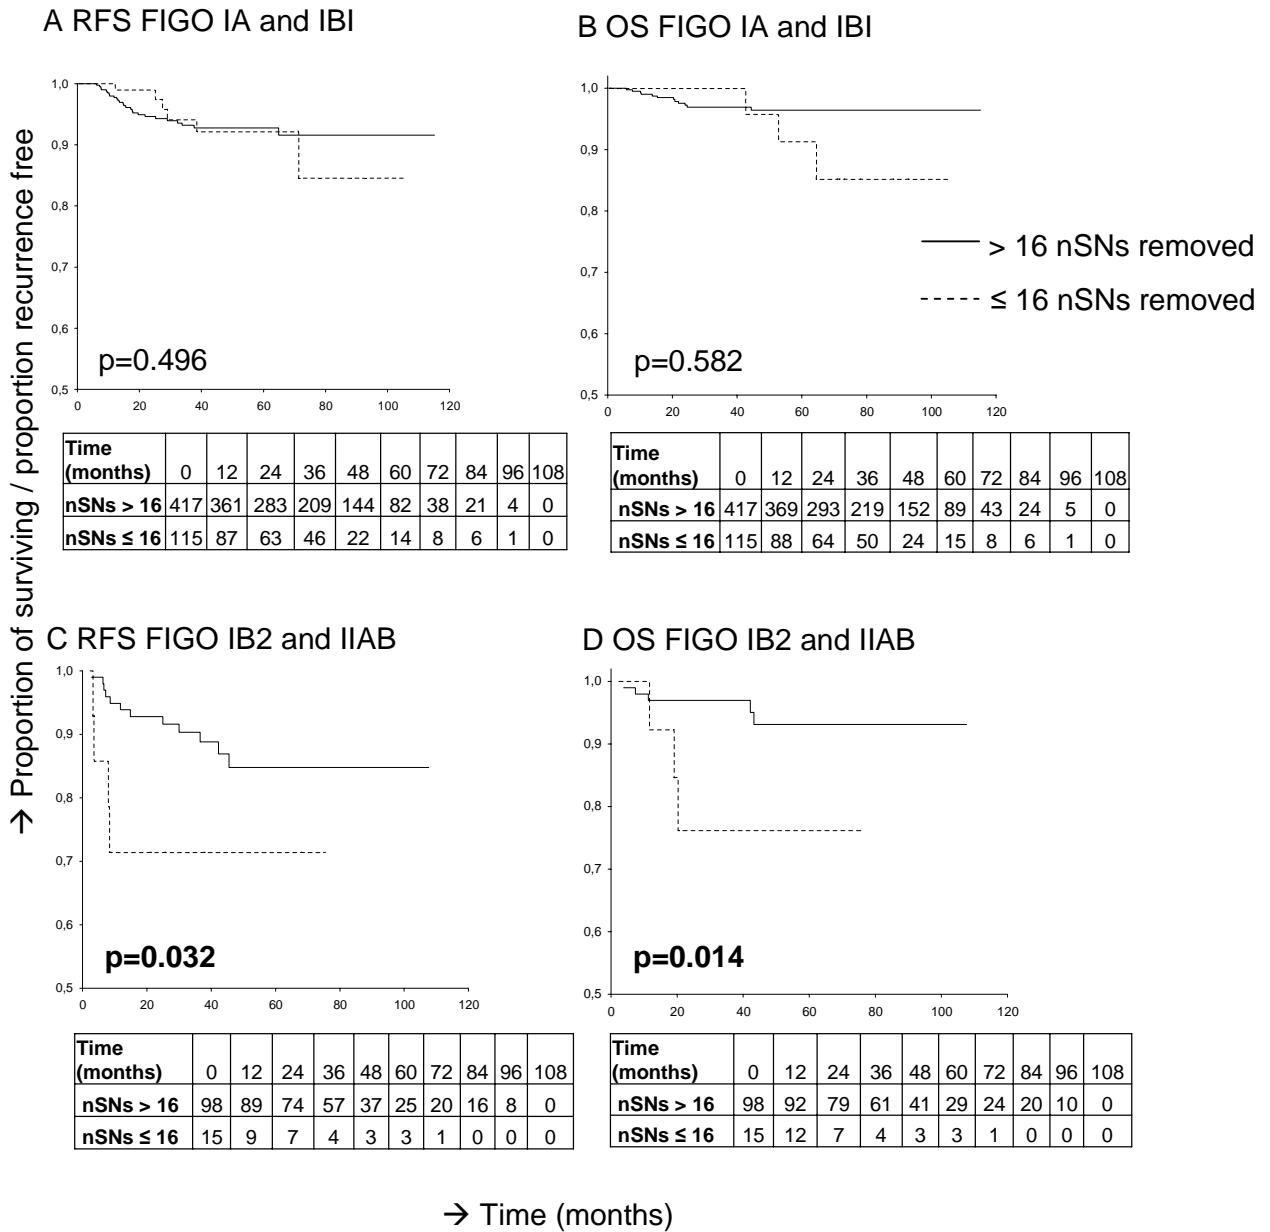 A RFS FIGO IA and IBI
B OS FIGO IA and IBI
→ Proportion of surviving / proportion recurrence free
1,0
0,9
0,8
0,7
0,6
0,5
0 20 40 60 80 100 120
p=0.496
1,0
0,9
0,8
0,7
0,6
0,5
0 20 40 60 80 100 120
p=0.582
> 16 nSNs removed
≤ 16 nSNs removed
Time
(months) 0 12 24 36 48 60 72 84 96 108
nSNs > 16 417 361 283 209 144 82 38 21 4 0
nSNs ≤ 16 115 87 63 46 22 14 8 6 1 0
Time
(months) 0 12 24 36 48 60 72 84 96 108
nSNs > 16 417 369 293 219 152 89 43 24 5 0
nSNs ≤ 16 115 88 64 50 24 15 8 6 1 0
C RFS FIGO IB2 and IIAB
D OS FIGO IB2 and IIAB
1,0
0,9
0,8
0,7
0,6
0,5
0 20 40 60 80 100 120
p=0.032
1,0
0,9
0,8
0,7
0,6
0,5
0 20 40 60 80 100 120
p=0.014
Time
(months) 0 12 24 36 48 60 72 84 96 108
nSNs > 16 98 89 74 57 37 25 20 16 8 0
nSNs ≤ 16 15 9 7 4 3 3 1 0 0 0
Time
(months) 0 12 24 36 48 60 72 84 96 108
nSNs > 16 98 92 79 61 41 29 24 20 10 0
nSNs ≤ 16 15 12 7 4 3 3 1 0 0 0
→ Time (months)